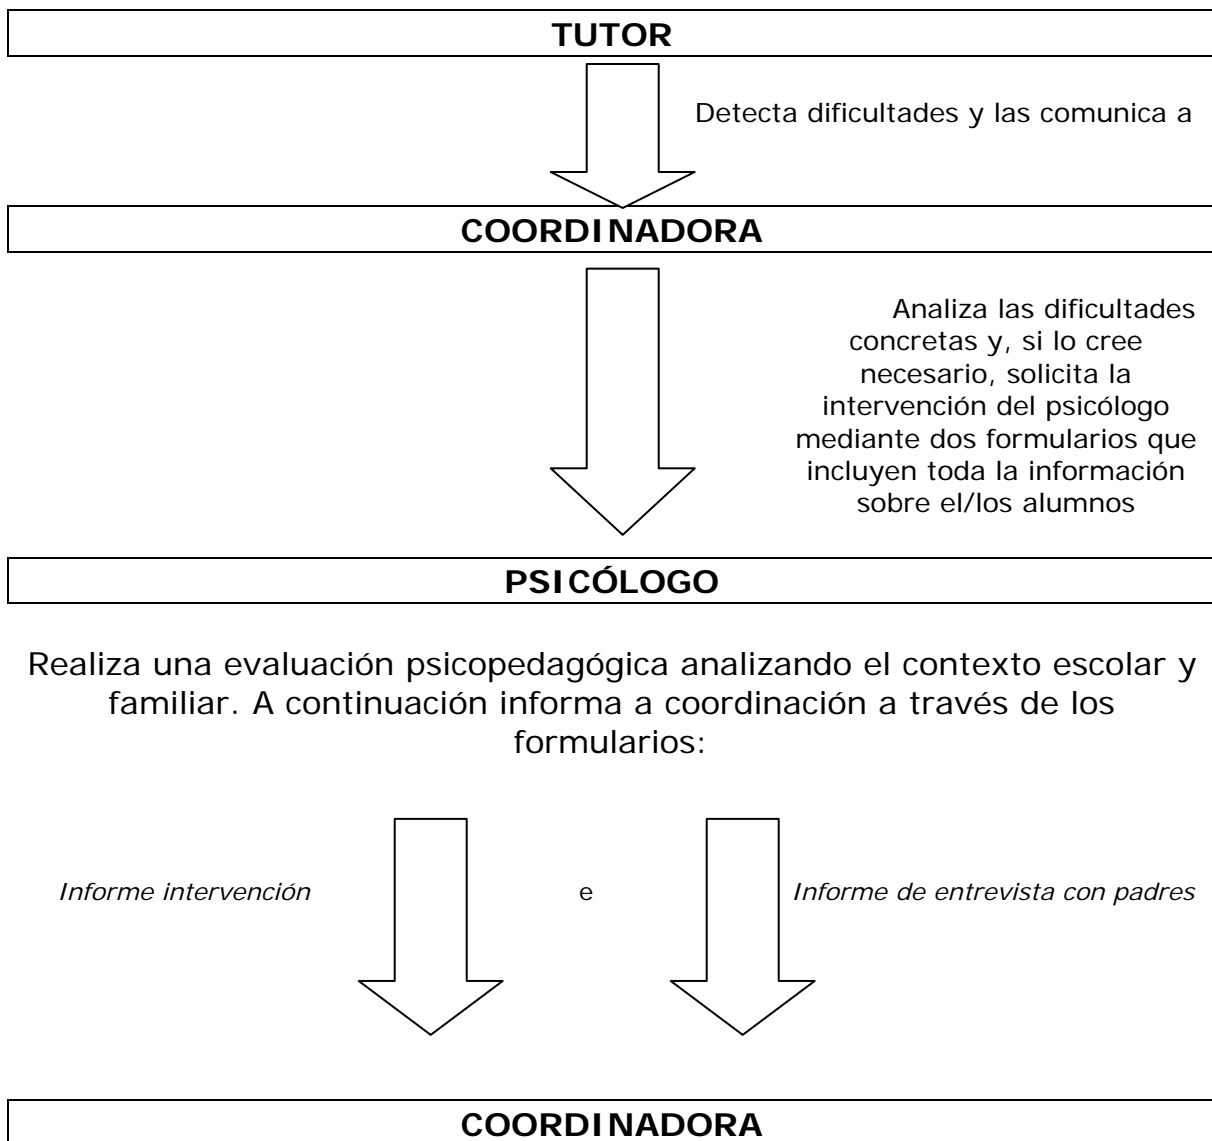 TUTOR
Detecta dificultades y las comunica a
COORDINADORA
Analiza las dificultades
concretas y, si lo cree
necesario, solicita la
intervención del psicólogo
mediante dos formularios que
incluyen toda la información
sobre el/los alumnos
PSICÓLOGO
Realiza una evaluación psicopedagógica analizando el contexto escolar y
familiar. A continuación informa a coordinación a través de los
formularios:
Informe intervención e Informe de entrevista con padres
COORDINADORA